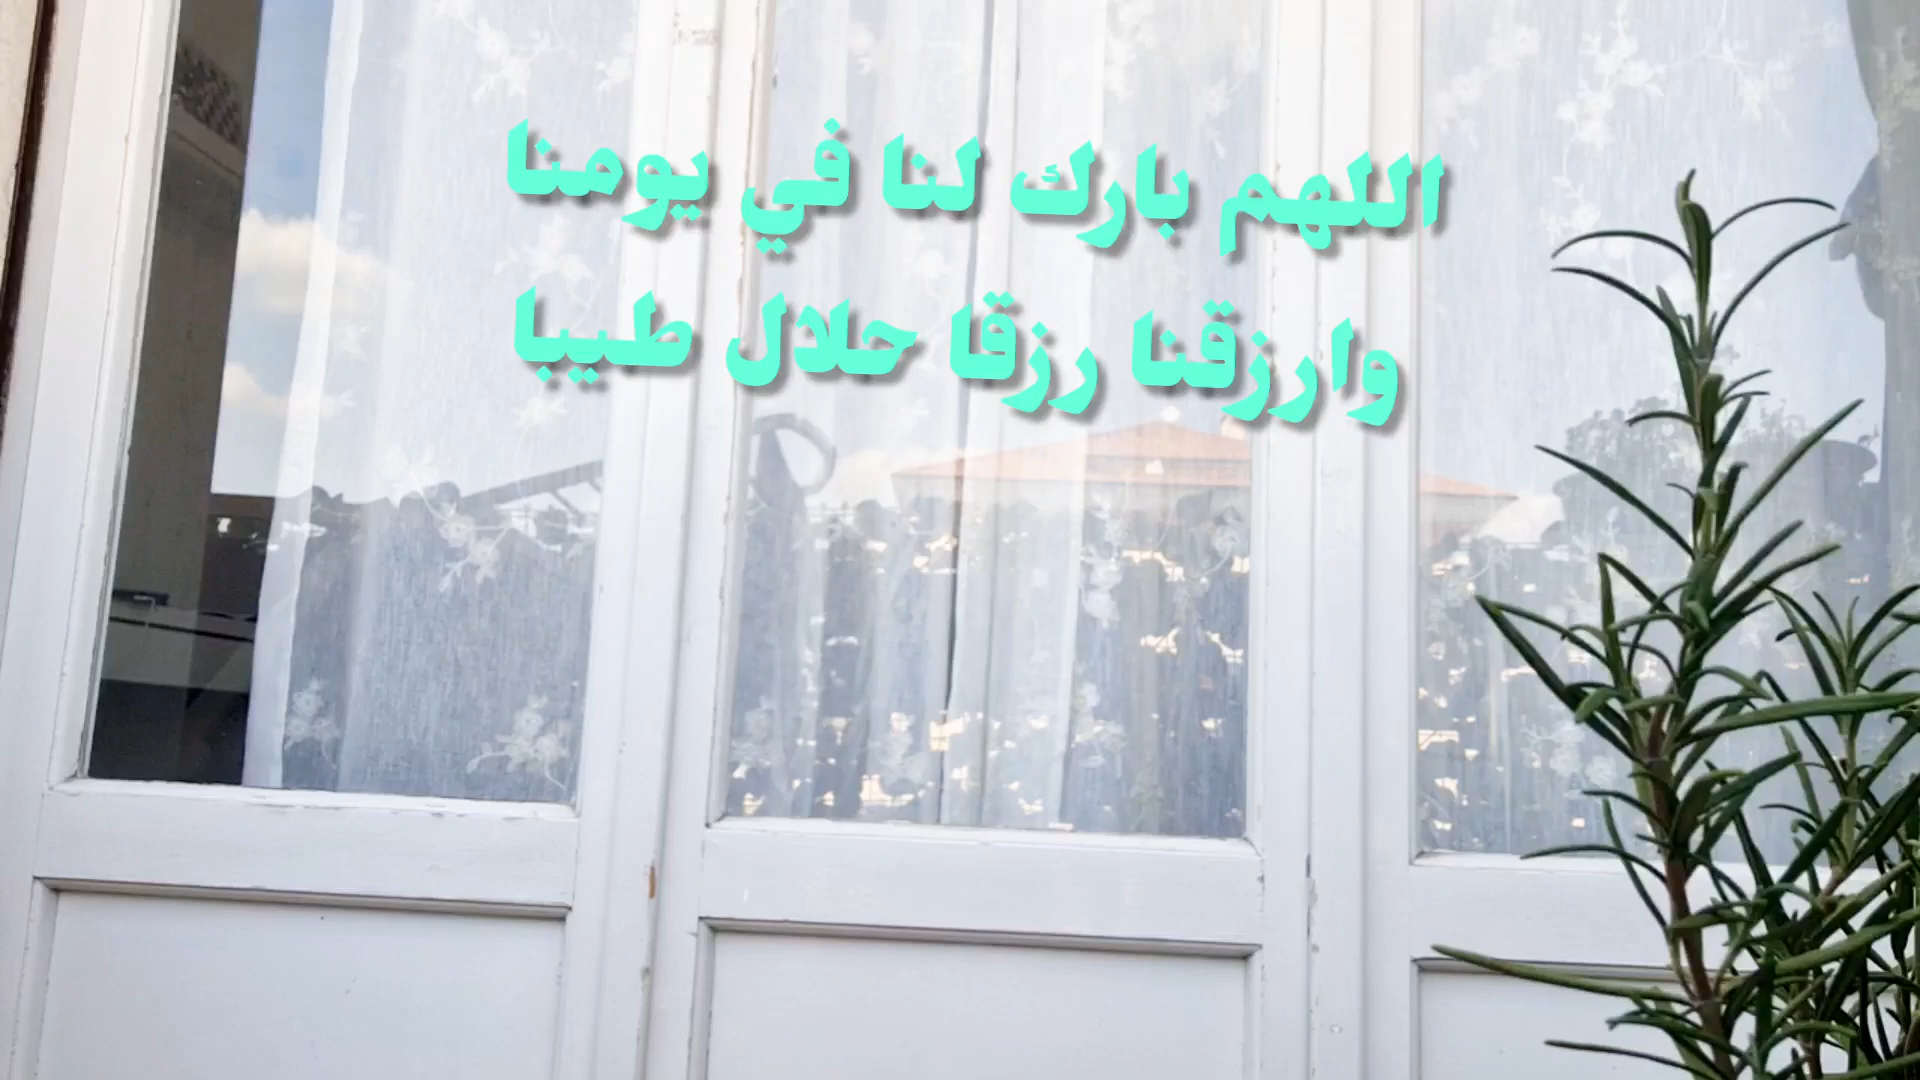 اللهم بارك لنا في يومنا
وارزقنا رزقا حلال طيبا